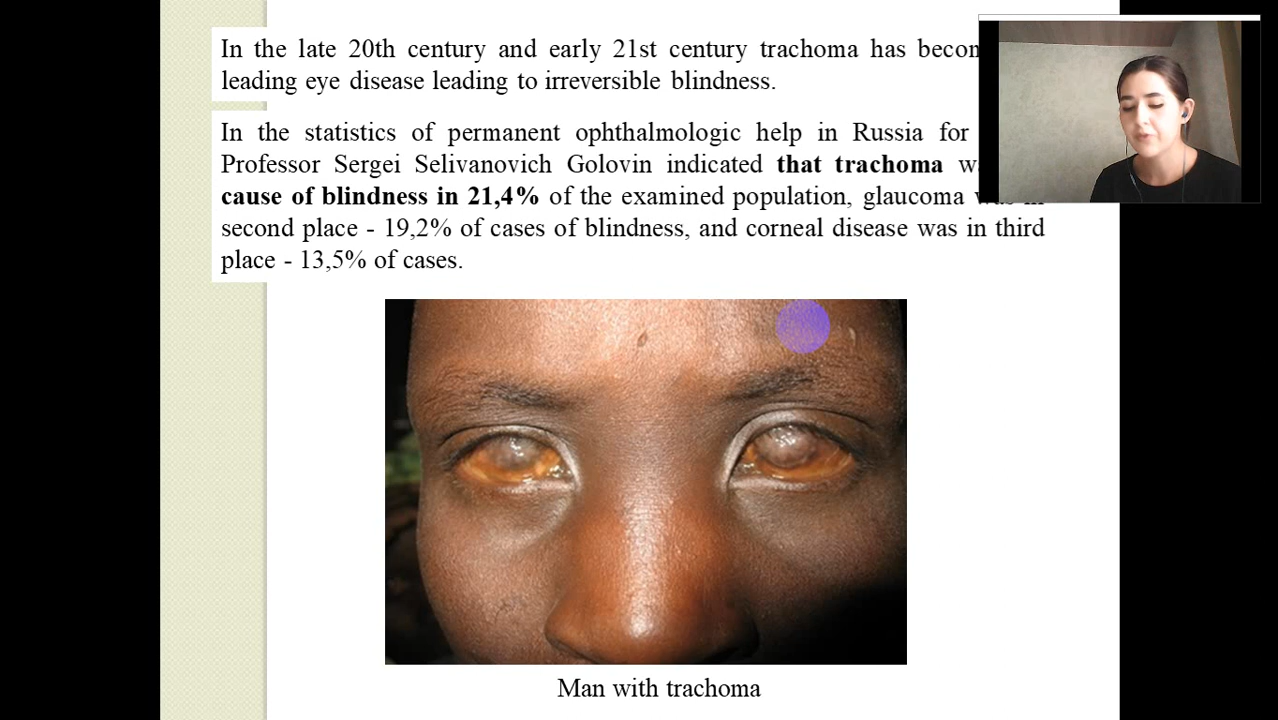 In the late 20th century and early 21st century trachoma has
leading eye disease leading to irreversible blindness.
In the statistics of permanent ophthalmologic help in Russia for
Professor Sergei Selivanovich Golovin indicated that trachoma
cause of blindness in 21,4% of the examined population, glaucoma was in
second place - 19,2% of cases of blindness, and corneal disease was in third
place - 13,5% of cases.
Man with trachoma